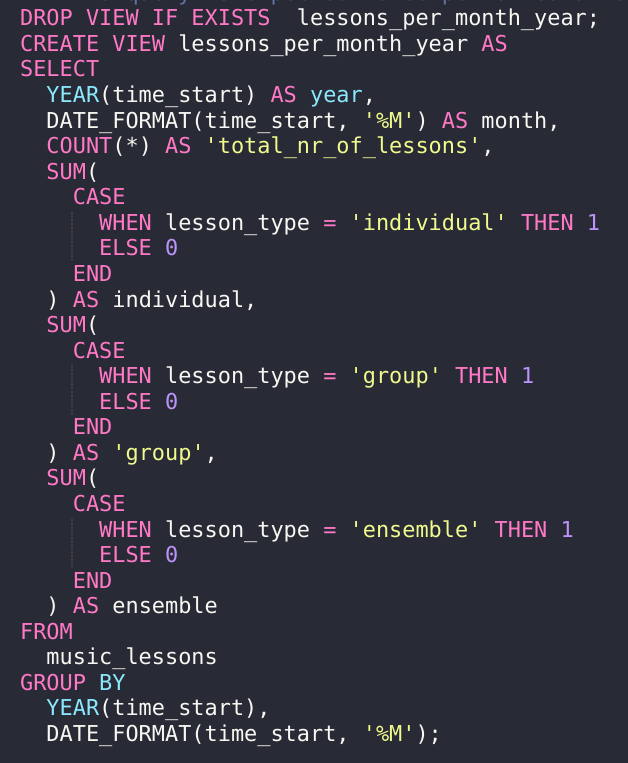 DROP VIEW IF EXISTS  lessons_per_month_year;
CREATE VIEW lessons_per_month_year AS
SELECT
  YEAR(time_start) AS year,
  DATE_FORMAT(time_start, '%M') AS month,
  COUNT(*) AS 'total_nr_of_lessons',
  SUM(
    CASE
      WHEN lesson_type = 'individual' THEN 1
      ELSE 0
    END
  ) AS individual,
  SUM(
    CASE
      WHEN lesson_type = 'group' THEN 1
      ELSE 0
    END
  ) AS 'group',
  SUM(
    CASE
      WHEN lesson_type = 'ensemble' THEN 1
      ELSE 0
    END
  ) AS ensemble
FROM
  music_lessons
GROUP BY
  YEAR(time_start),
  DATE_FORMAT(time_start, '%M');